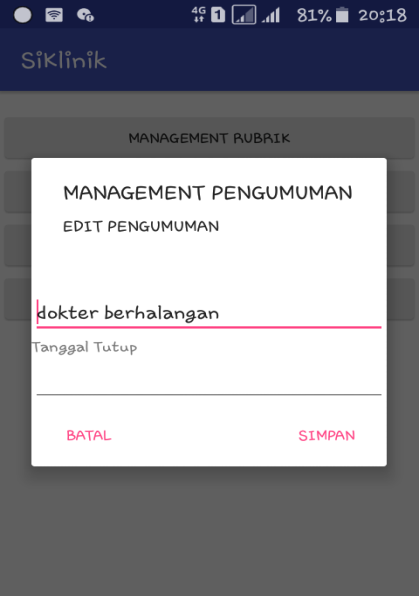 4G 1 81% 20:18
SiKlinik
MANAGEMENT RUBRIK
MANAGEMENT PENGUMUMAN
EDIT PENGUMUMAN
dokter berhalangan
Tanggal Tutup
BATAL SIMPAN